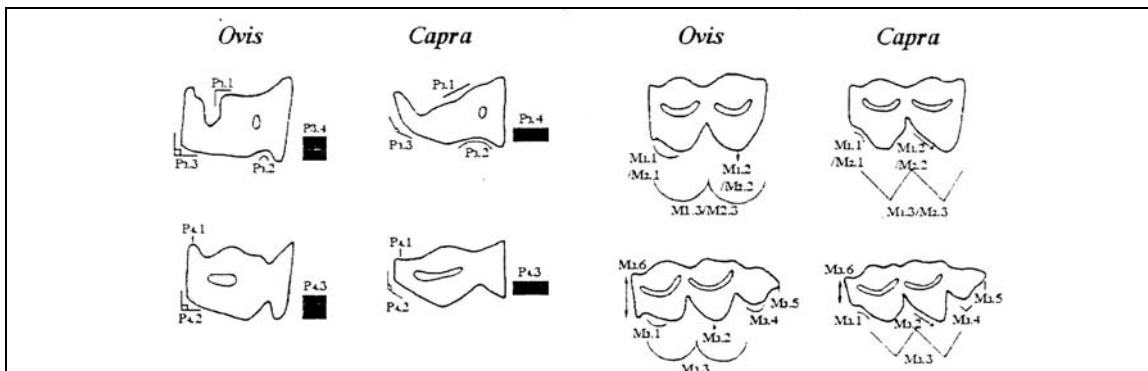 Ovis Capra Ovis Capra
P3.1 P3.1
P3.4 P3.4
P3.3 P3.2 P3.3 P3.2
M1.1 /M2.1 M1.2 /M2.2 M1.1 /M2.1 M1.2 /M2.2
M1.3/M2.3 M1.3/M2.3
P4.1 P4.1
P4.3 P4.3
P4.2 P4.2
M3.6 M3.6
M3.5 M3.5
M3.1 M3.2 M3.4 M3.1 M3.2 M3.4
M3.3 M3.3